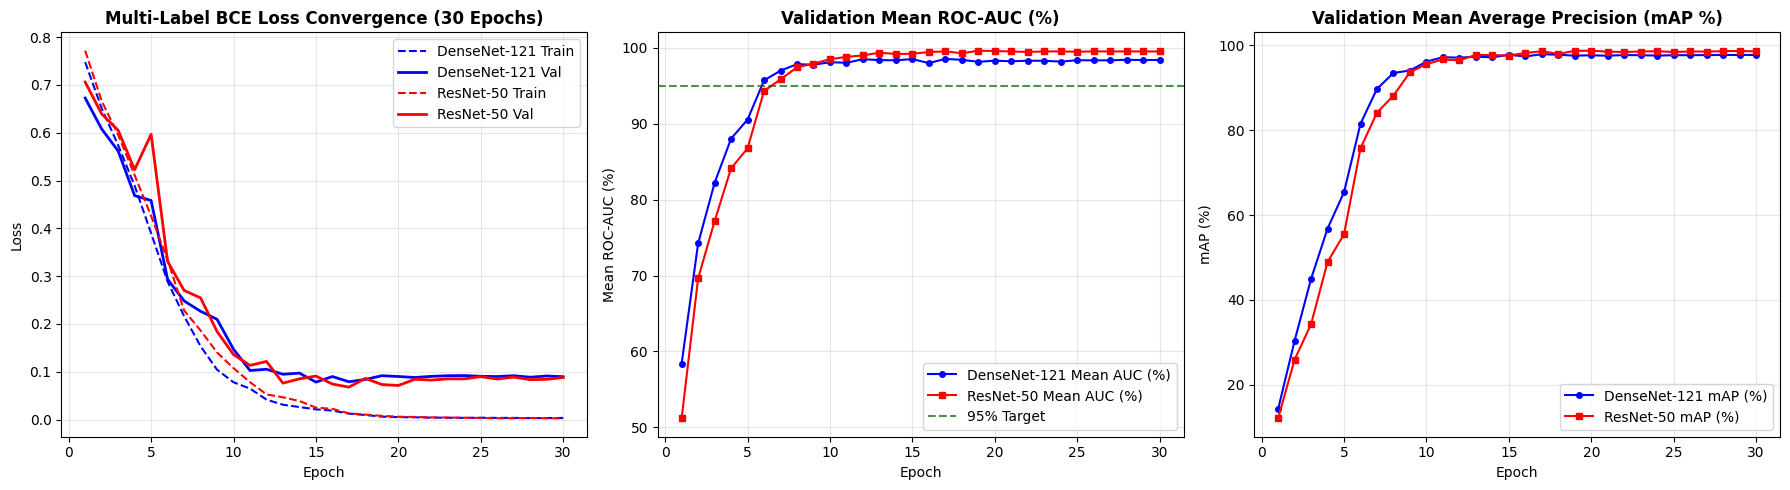 Multi-Label BCE Loss Convergence (30 Epochs)
0.8
0.7
0.6
0.5
0.4
0.3
0.2
0.1
0.0
Loss
DenseNet-121 Train
DenseNet-121 Val
ResNet-50 Train
ResNet-50 Val
0 5 10 15 20 25 30
Epoch
Validation Mean ROC-AUC (%)
100
90
80
70
60
50
Mean ROC-AUC (%)
DenseNet-121 Mean AUC (%)
ResNet-50 Mean AUC (%)
95% Target
0 5 10 15 20 25 30
Epoch
Validation Mean Average Precision (mAP %)
100
80
60
40
20
mAP (%)
DenseNet-121 mAP (%)
ResNet-50 mAP (%)
0 5 10 15 20 25 30
Epoch